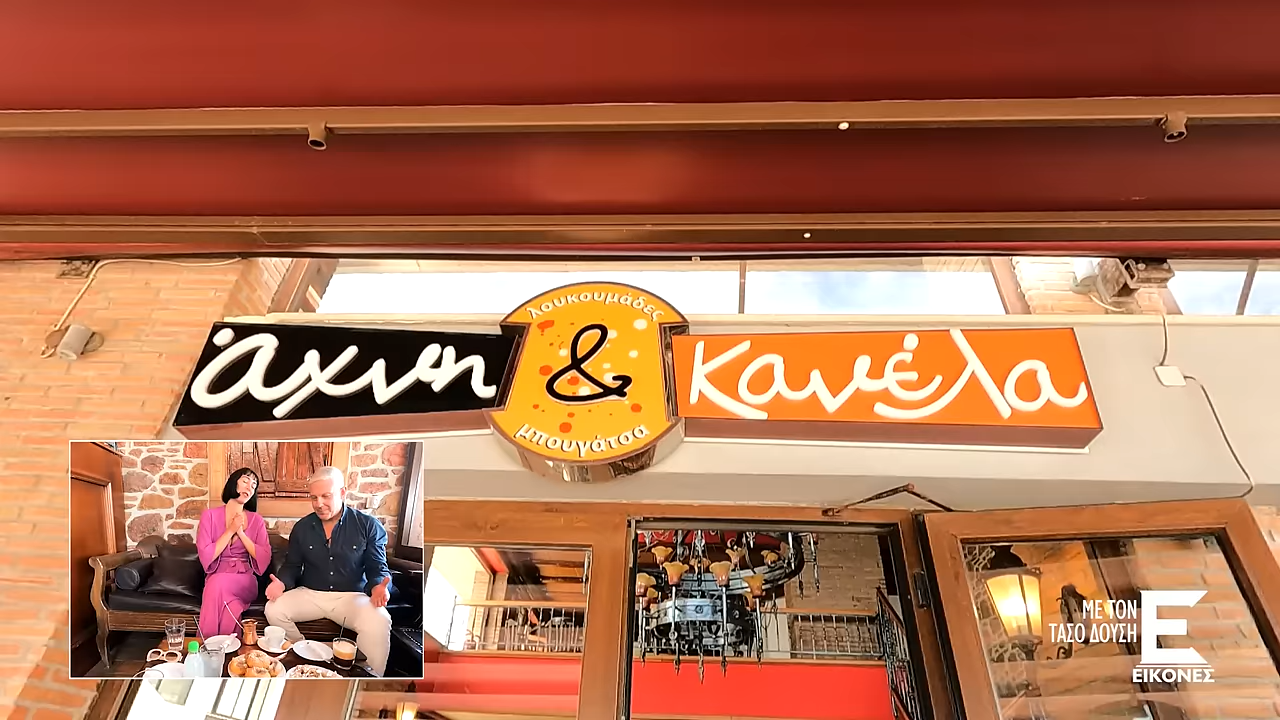 λουκουμάδες
άχνη & κανέλα
μπουγάτσα
ΜΕ ΤΟΝ
ΤΑΣΟ ΔΟΥΣΗ
Ε
ΕΙΚΟΝΕΣ